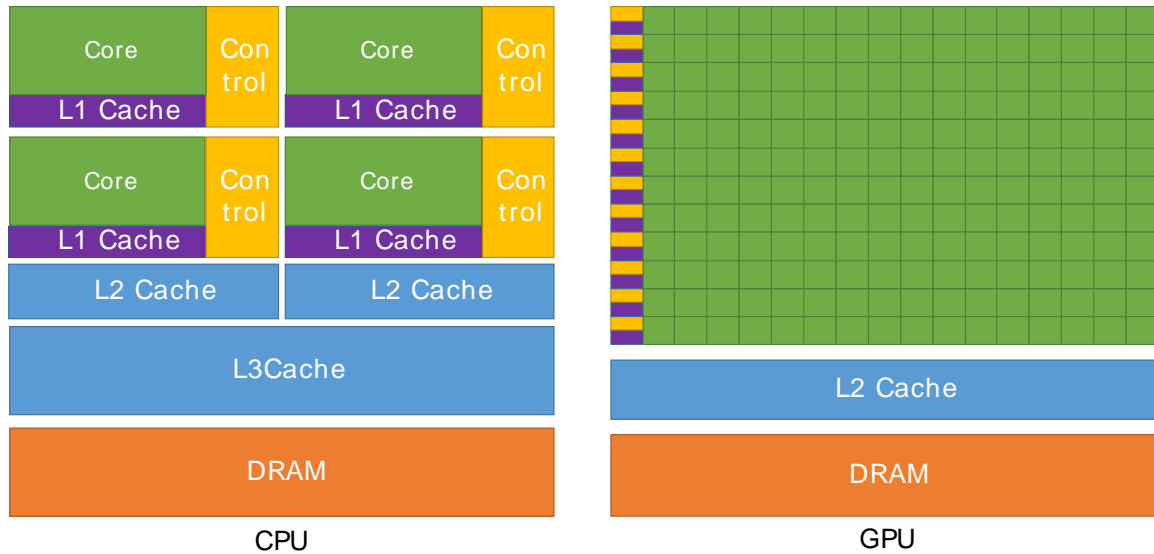 Core
Con
trol
L1 Cache
Core
Con
trol
L1 Cache
Core
Con
trol
L1 Cache
Core
Con
trol
L1 Cache
L2 Cache
L2 Cache
L3Cache
DRAM
CPU
L2 Cache
DRAM
GPU